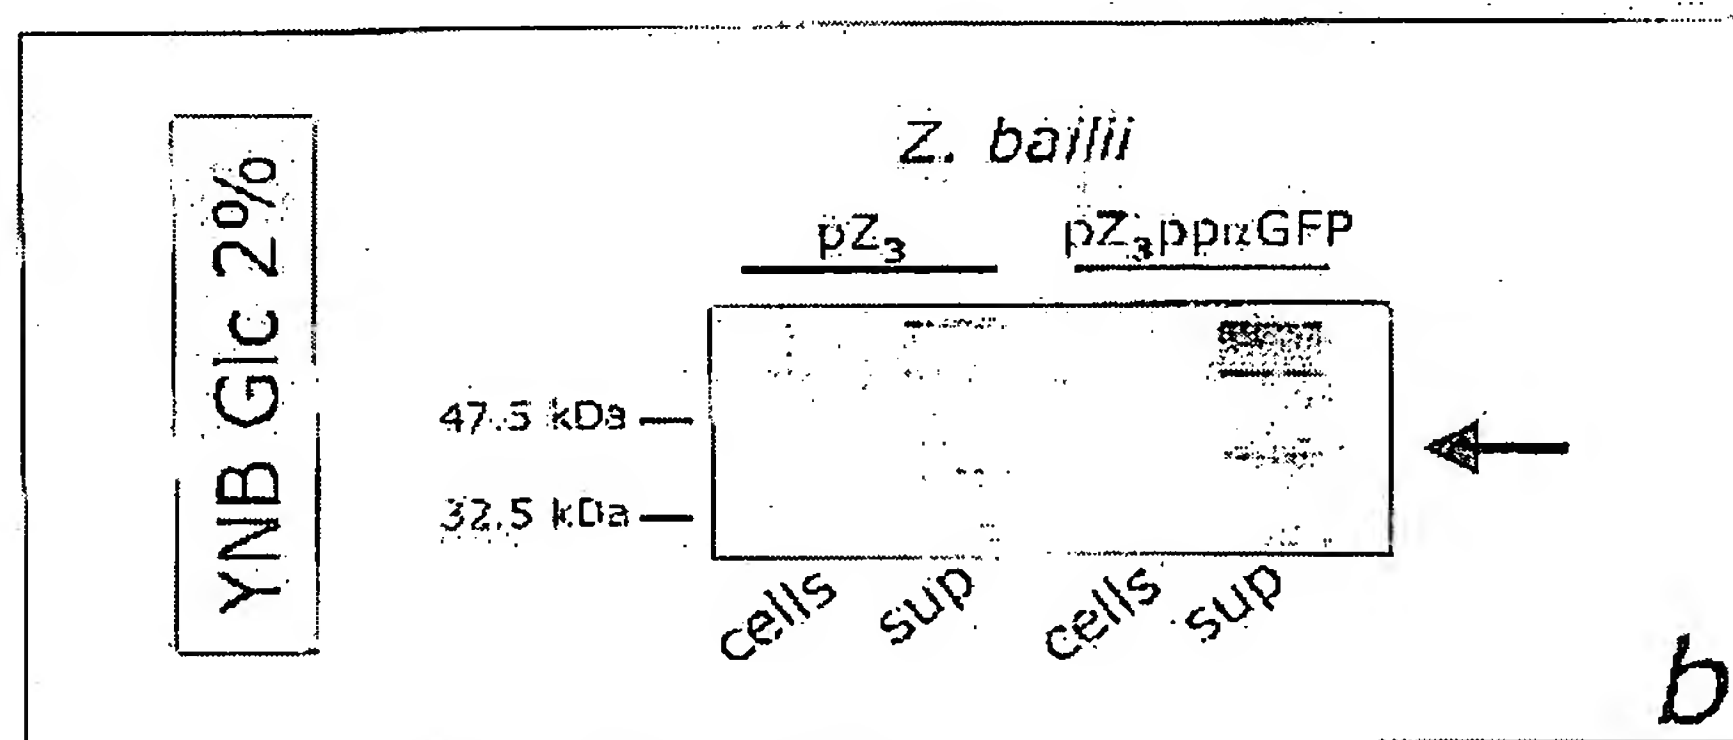 YNB Glc 2%
Z. bailii
pZ₃ pZ₃ppαGFP
47.5 kDa
32.5 kDa
cells sup cells sup
b